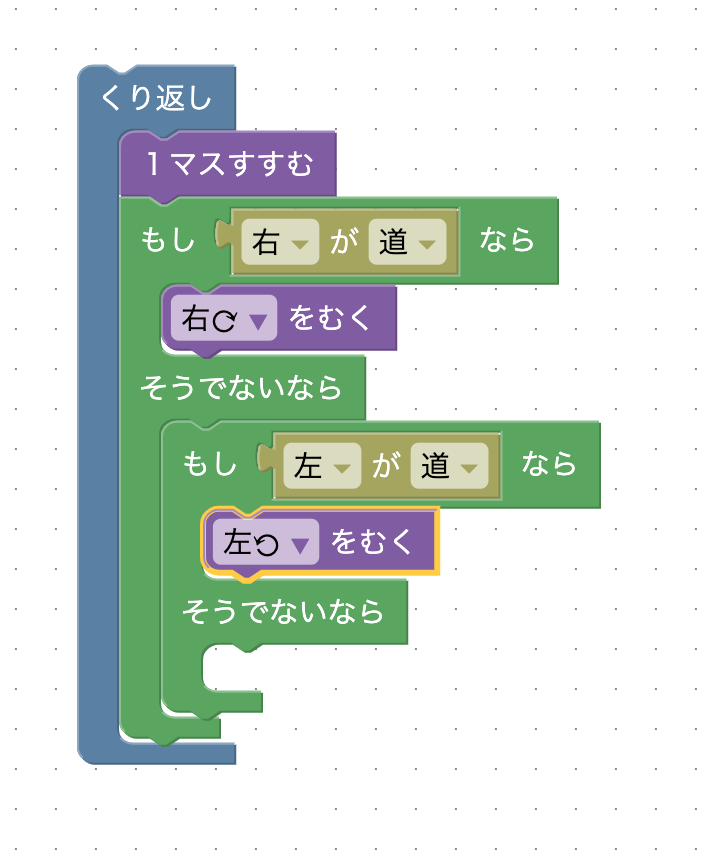 くり返し
1マスすすむ
もし 右 が 道 なら
右 をむく
そうでないなら
もし 左 が 道 なら
左 をむく
そうでないなら